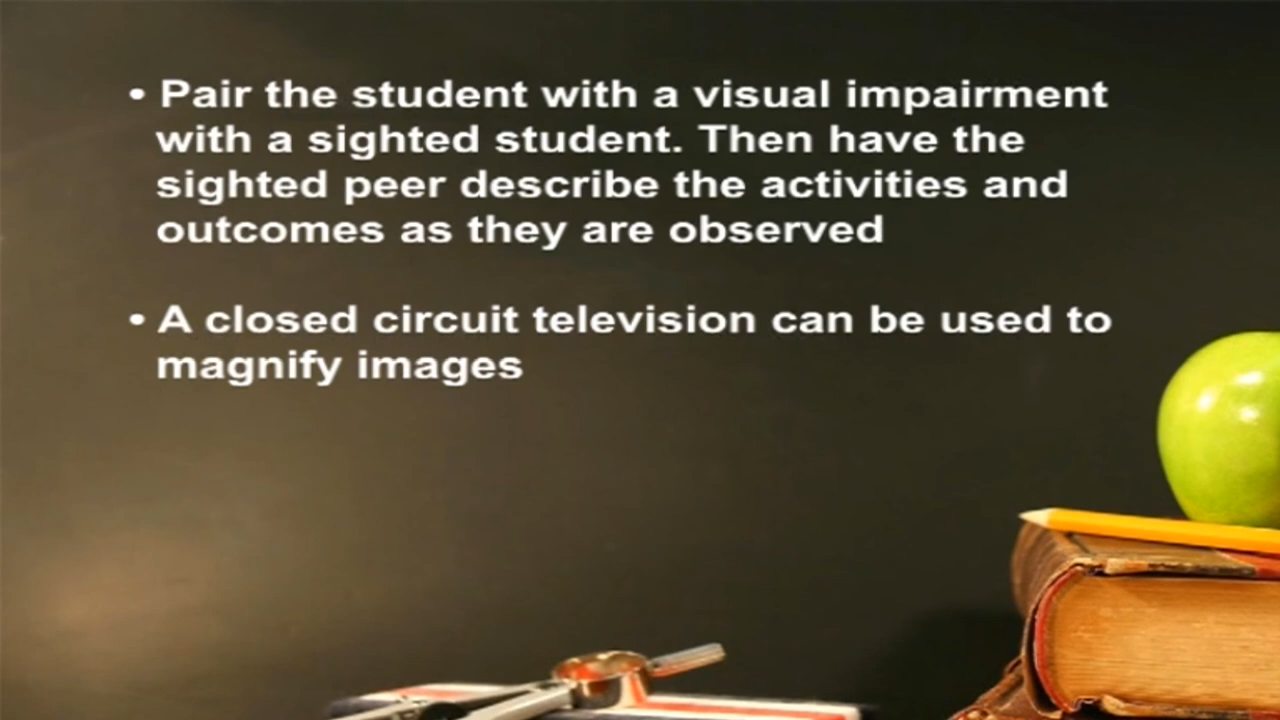 • Pair the student with a visual impairment
with a sighted student. Then have the
sighted peer describe the activities and
outcomes as they are observed
• A closed circuit television can be used to
magnify images